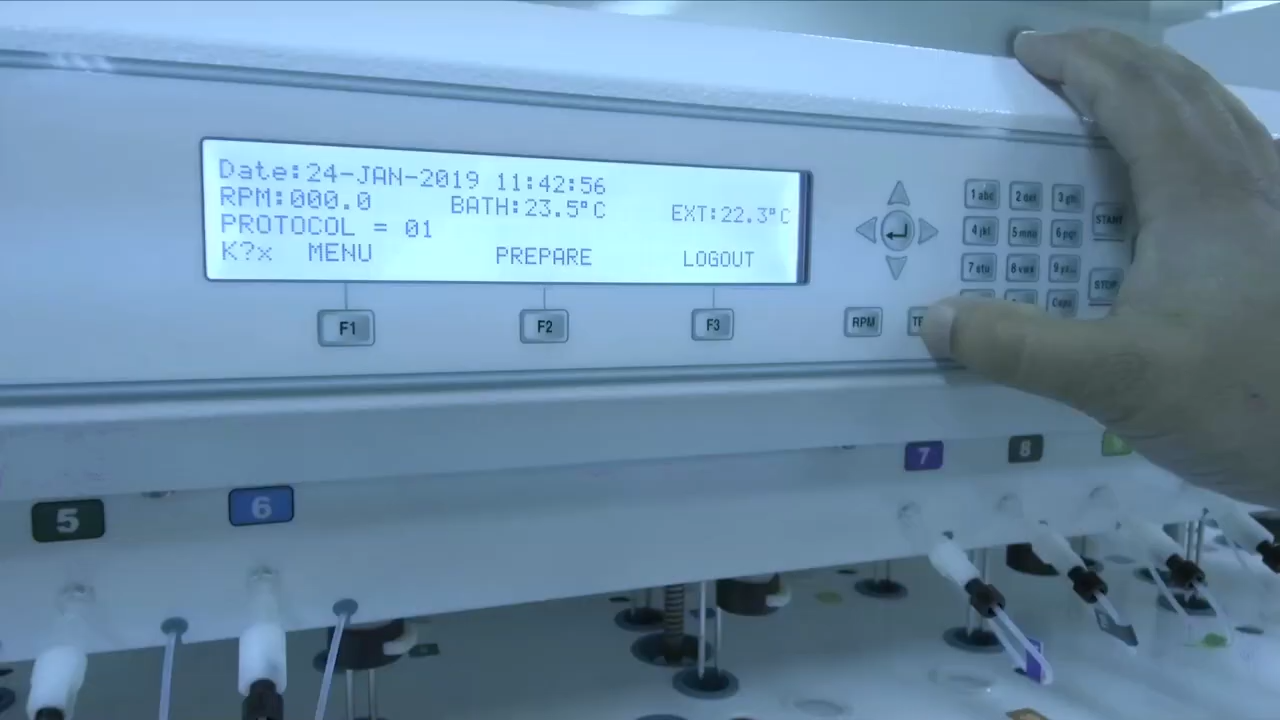 Date:24-JAN-2019 11:42:56
RPM:000.0 BATH:23.5°C EXT:22.3°C
PROTOCOL = 01
K?x MENU PREPARE LOGOUT
F1 F2 F3
RPM
1 abc 2 def 3 ghi
4 jkl 5 mno 6 pqr
7 stu 8 vwx
START
STOP
5 6 7 8